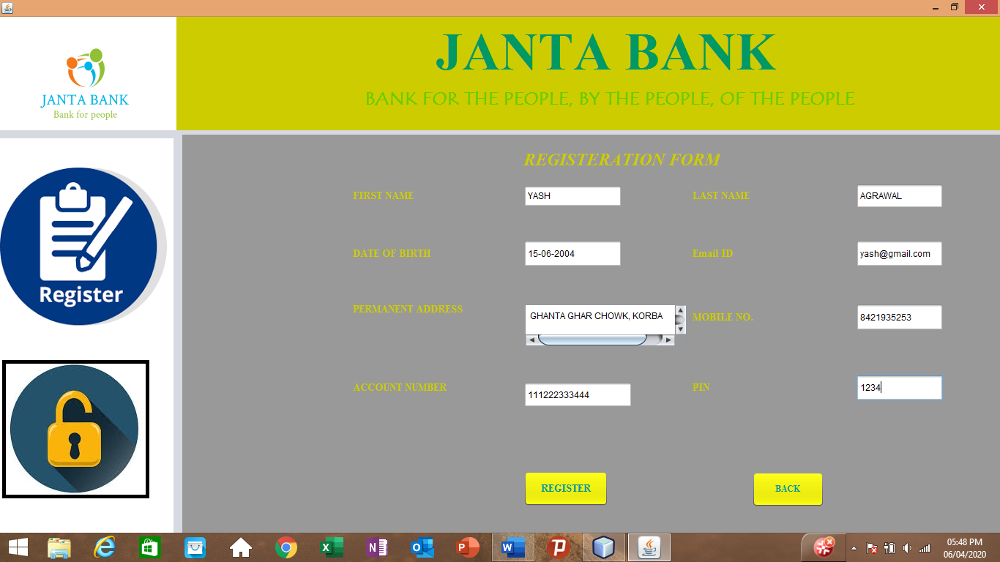 JANTA BANK
Bank for people
JANTA BANK
BANK FOR THE PEOPLE, BY THE PEOPLE, OF THE PEOPLE
Register
REGISTERATION FORM
FIRST NAME YASH LAST NAME AGRAWAL
DATE OF BIRTH 15-06-2004 Email ID yash@gmail.com
PERMANENT ADDRESS GHANTA GHAR CHOWK, KORBA MOBILE NO. 8421935253
ACCOUNT NUMBER 111222333444 PIN 1234
REGISTER BACK
05:48 PM
06/04/2020